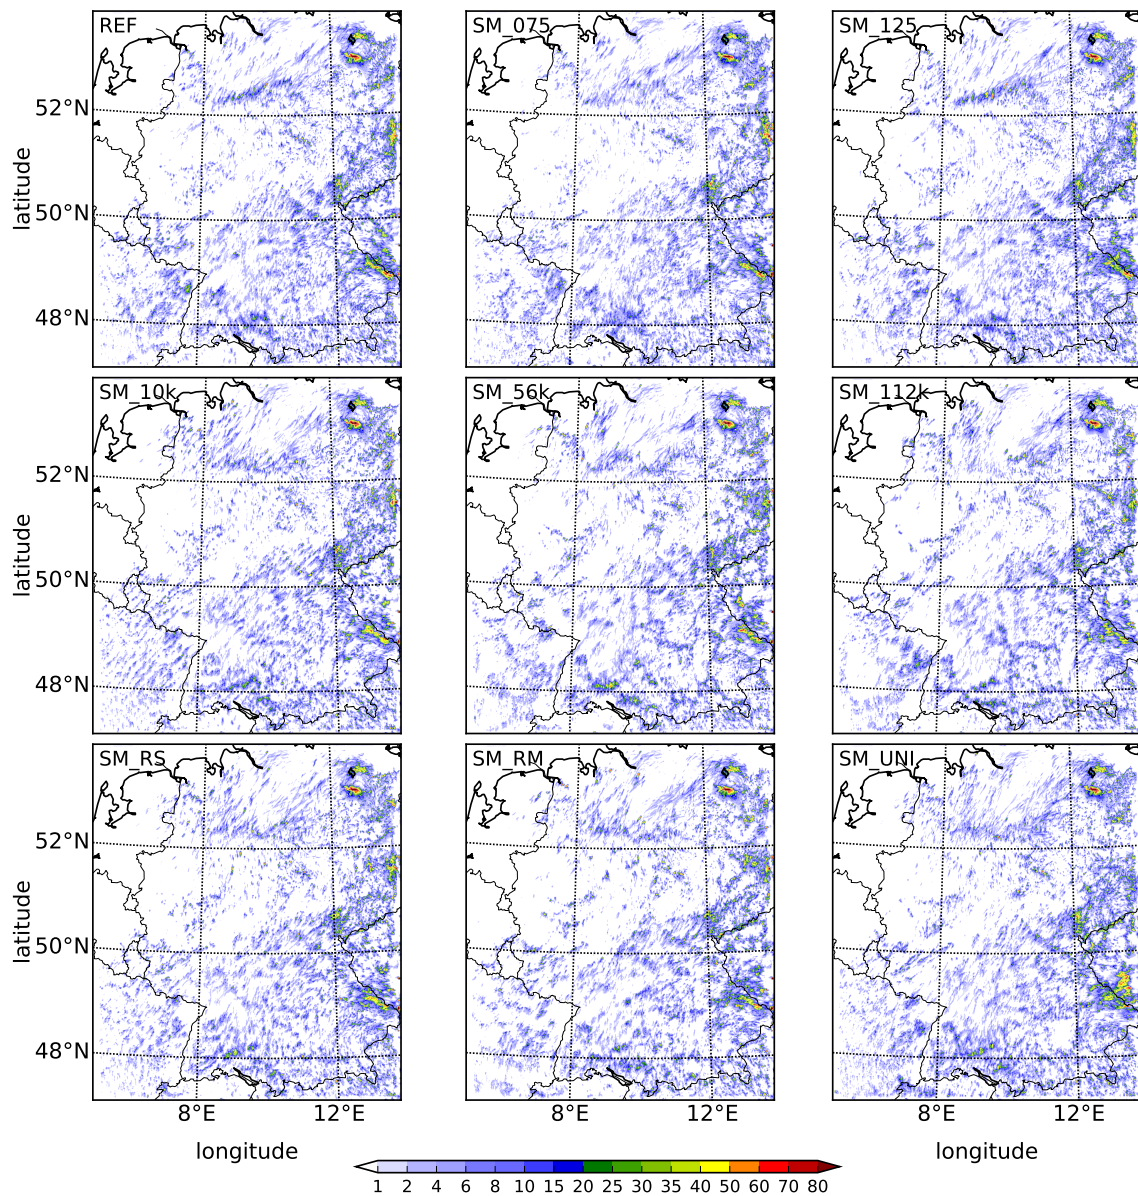 REF SM_075 SM_125
52°N
50°N
48°N
latitude
SM_10k SM_56k SM_112k
52°N
50°N
48°N
latitude
SM_RS SM_RM SM_UNI
52°N
50°N
48°N
latitude
8°E 12°E 8°E 12°E 8°E 12°E
longitude longitude longitude
1 2 4 6 8 10 15 20 25 30 35 40 50 60 70 80